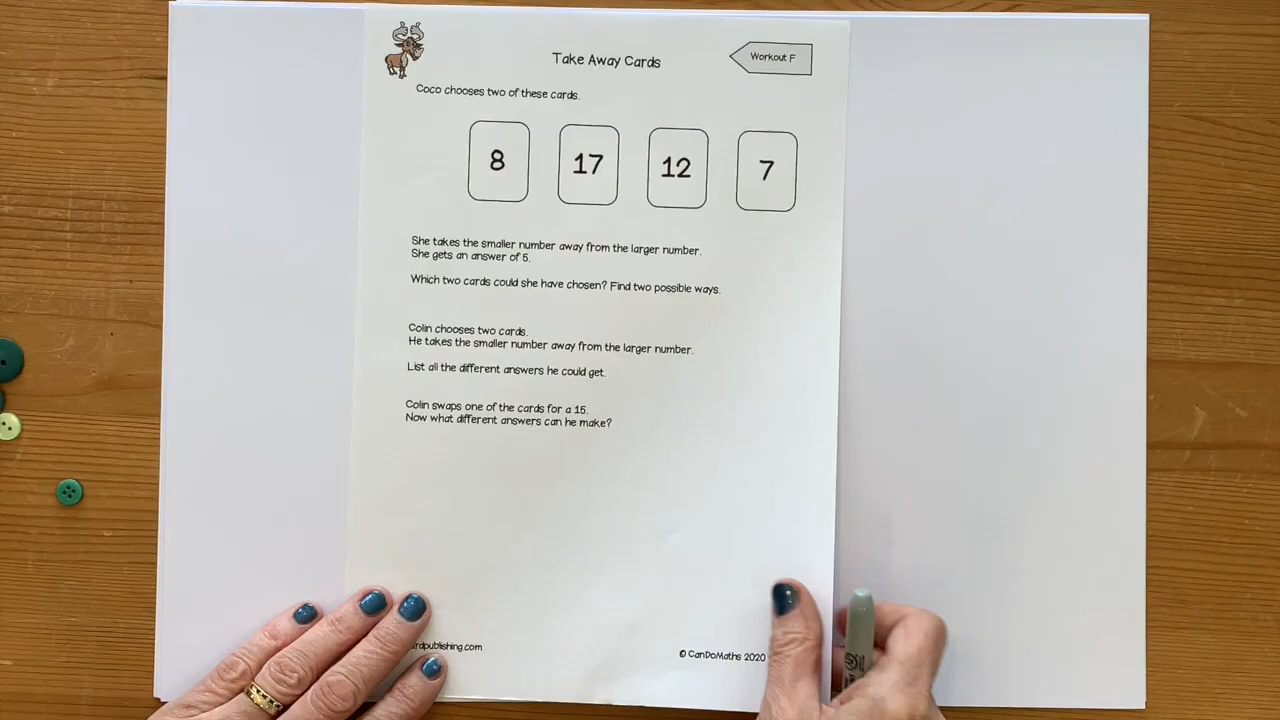 Take Away Cards
Workout F
Coco chooses two of these cards.
8 17 12 7
She takes the smaller number away from the larger number.
She gets an answer of 5.
Which two cards could she have chosen? Find two possible ways.
Colin chooses two cards.
He takes the smaller number away from the larger number.
List all the different answers he could get.
Colin swaps one of the cards for a 15.
Now what different answers can he make?
© CanDoMaths 2020